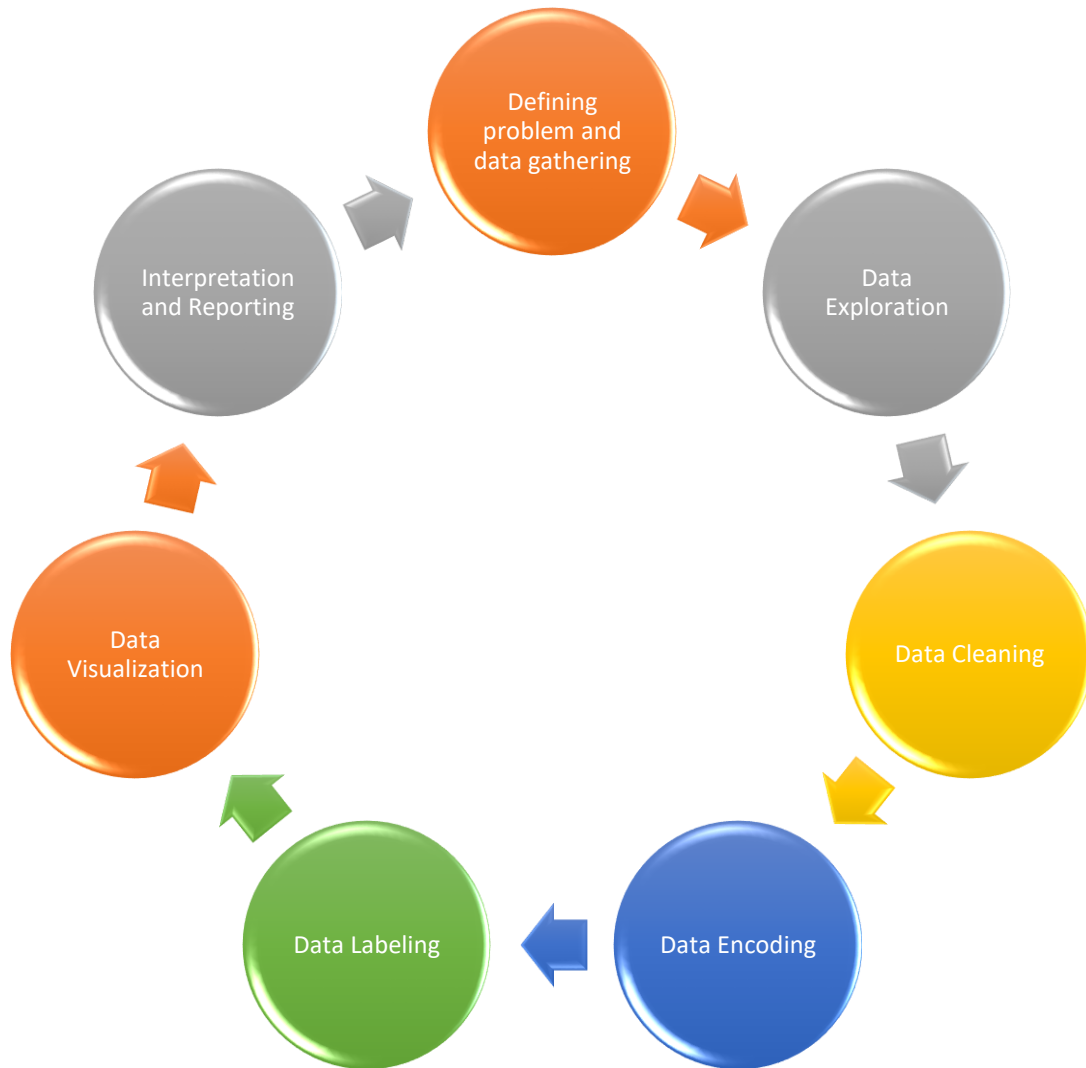 Defining
problem and
data gathering
Data
Exploration
Data Cleaning
Data Encoding
Data Labeling
Data
Visualization
Interpretation
and Reporting